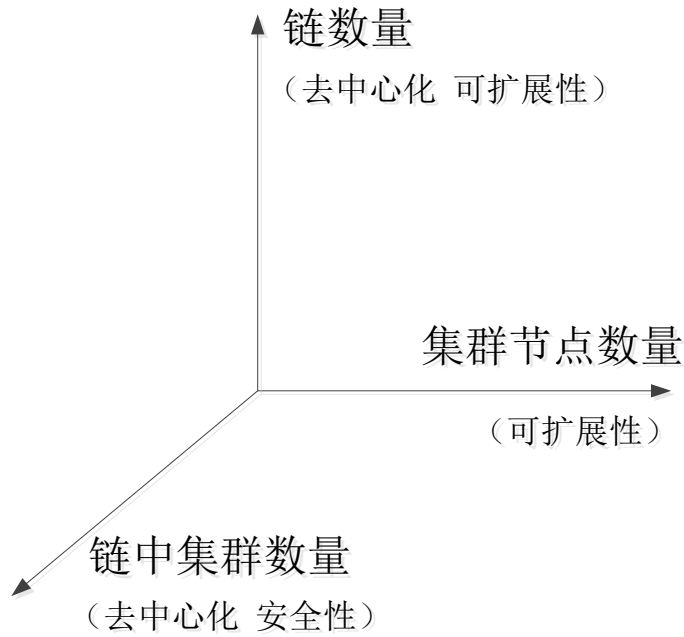 链数量
（去中心化 可扩展性）
集群节点数量
（可扩展性）
链中集群数量
（去中心化 安全性）